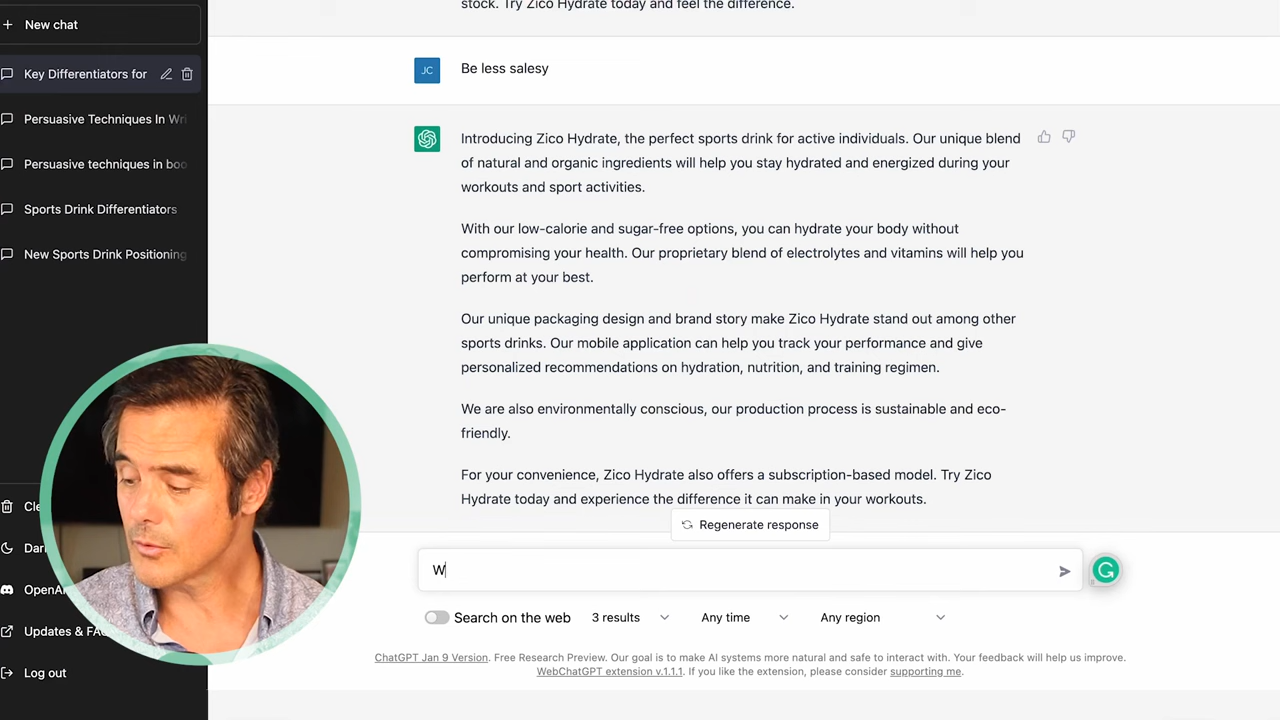 New chat
Key Differentiators for
Persuasive Techniques In Wri
Persuasive techniques in boo
Sports Drink Differentiators
New Sports Drink Positioning
Cle
Dar
OpenAI
Updates & FA
Log out
stock. Try Zico Hydrate today and feel the difference.
JC
Be less salesy
Introducing Zico Hydrate, the perfect sports drink for active individuals. Our unique blend
of natural and organic ingredients will help you stay hydrated and energized during your
workouts and sport activities.
With our low-calorie and sugar-free options, you can hydrate your body without
compromising your health. Our proprietary blend of electrolytes and vitamins will help you
perform at your best.
Our unique packaging design and brand story make Zico Hydrate stand out among other
sports drinks. Our mobile application can help you track your performance and give
personalized recommendations on hydration, nutrition, and training regimen.
We are also environmentally conscious, our production process is sustainable and eco-
friendly.
For your convenience, Zico Hydrate also offers a subscription-based model. Try Zico
Hydrate today and experience the difference it can make in your workouts.
Regenerate response
W
Search on the web 3 results Any time Any region
ChatGPT Jan 9 Version. Free Research Preview. Our goal is to make AI systems more natural and safe to interact with. Your feedback will help us improve.
WebChatGPT extension v.1.1.1. If you like the extension, please consider supporting me.